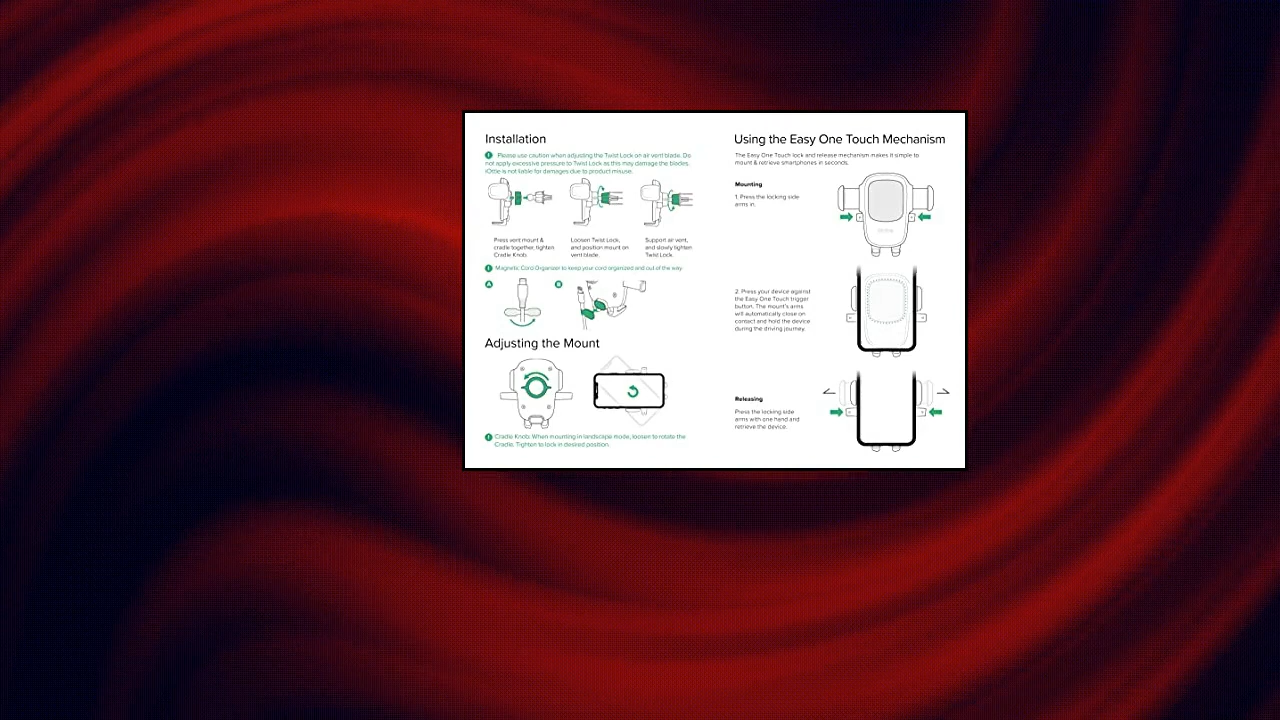 Installation
Please use caution when adjusting the Twist Lock on air vent blade. Do
not apply excessive pressure to Twist Lock as this may damage the blades.
iOttie is not liable for damages due to product misuse.
Press vent mount &
cradle together, tighten
Cradle Knob.
Loosen Twist Lock,
and position mount on
vent blade.
Support air vent,
and slowly tighten
Twist Lock.
Magnetic Cord Organizer to keep your cord organized and out of the way.
A
B
Adjusting the Mount
Cradle Knob: When mounting in landscape mode, loosen to rotate the
Cradle. Tighten to lock in desired position.
Using the Easy One Touch Mechanism
The Easy One Touch lock and release mechanism makes it simple to
mount & retrieve smartphones in seconds.
Mounting
1. Press the locking side
arms in.
2. Press your device against
the Easy One Touch trigger
button. The mount's arms
will automatically close on
contact and hold the device
during the driving journey.
Releasing
Press the locking side
arms with one hand and
retrieve the device.